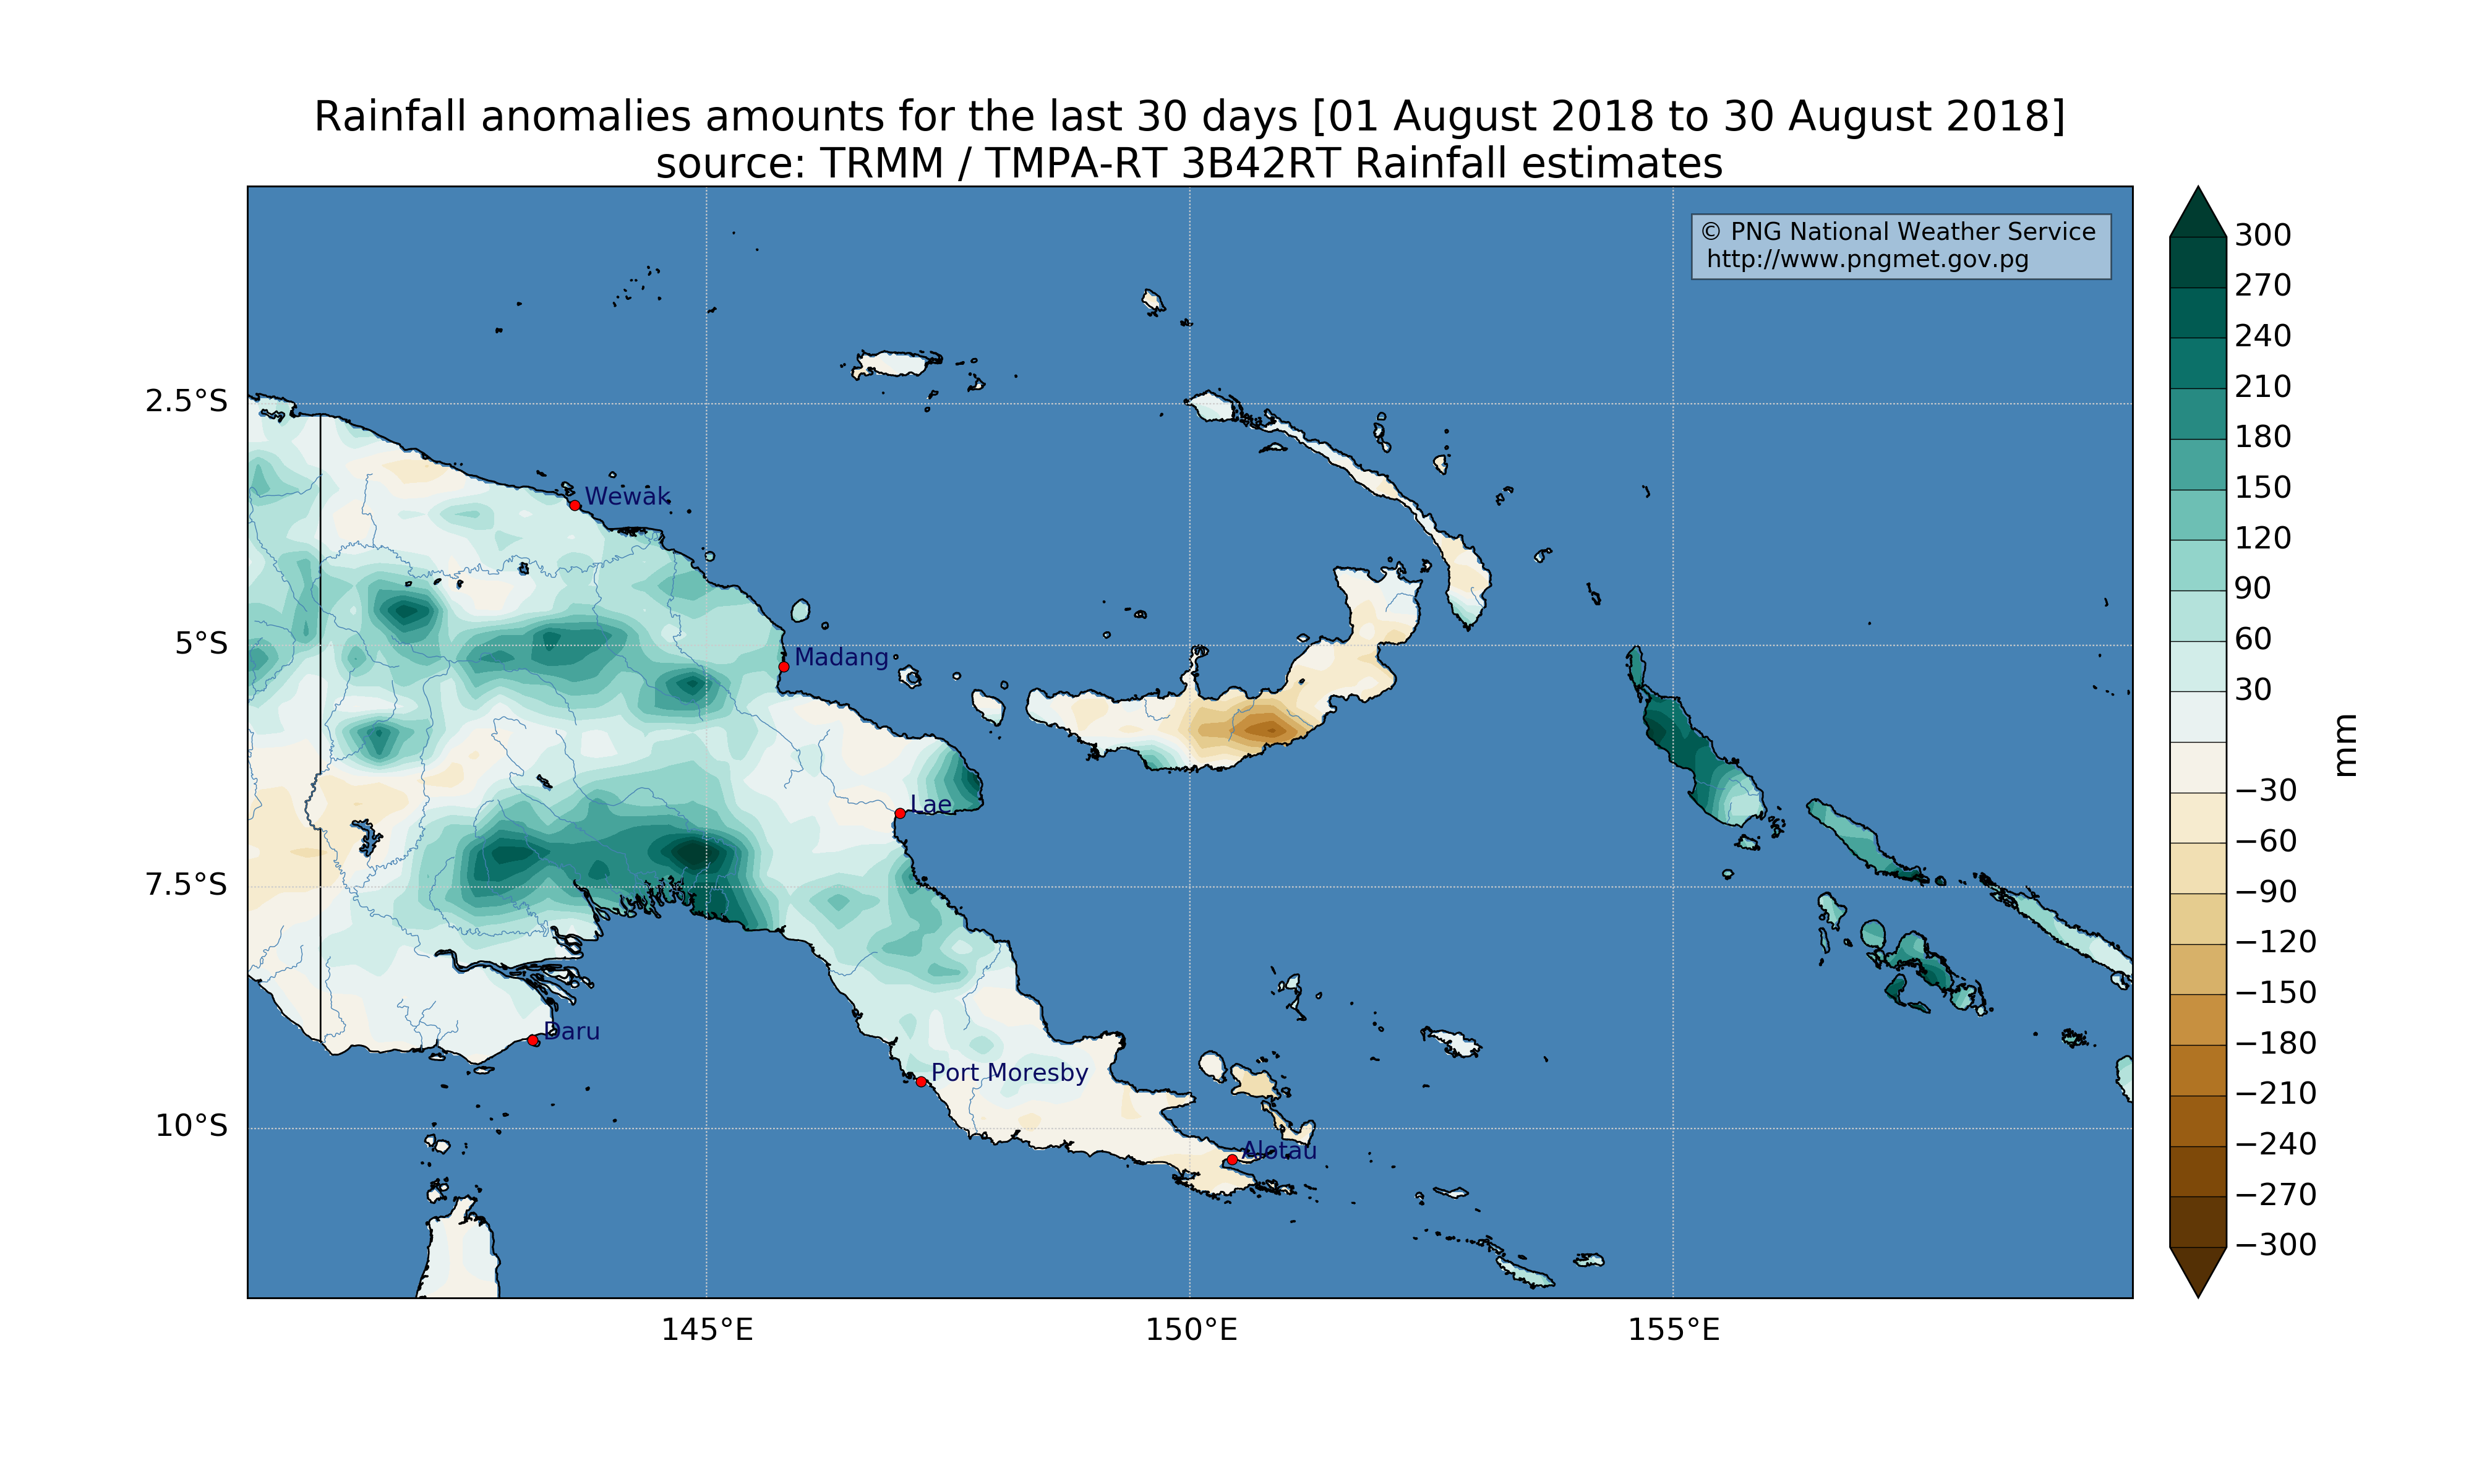 Rainfall anomalies amounts for the last 30 days [01 August 2018 to 30 August 2018]
source: TRMM / TMPA-RT 3B42RT Rainfall estimates
© PNG National Weather Service
http://www.pngmet.gov.pg
2.5°S
5°S
7.5°S
10°S
145°E
150°E
155°E
Wewak
Madang
Lae
Daru
Port Moresby
Alotau
300
270
240
210
180
150
120
90
60
30
−30
−60
−90
−120
−150
−180
−210
−240
−270
−300
mm